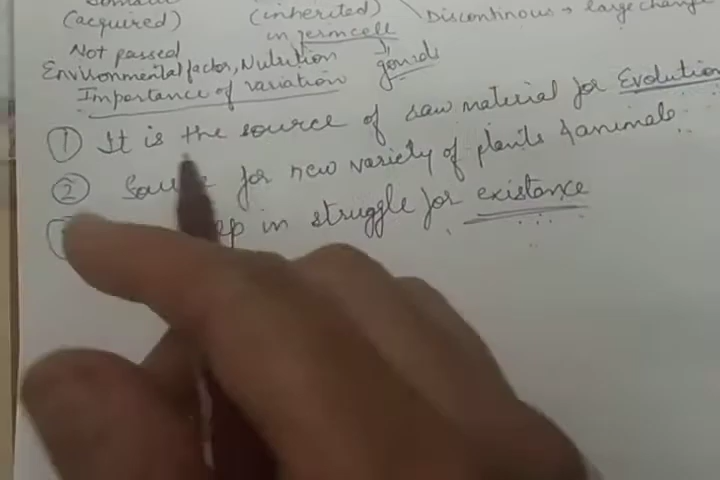 (acquired) (inherited) Discontinous → large change
in germcell
Not passed
Environmental factor, Nutrition gonads
Importance of variation
① It is the source of raw material for Evolution
② for new variety of plants & animals
in struggle for existance